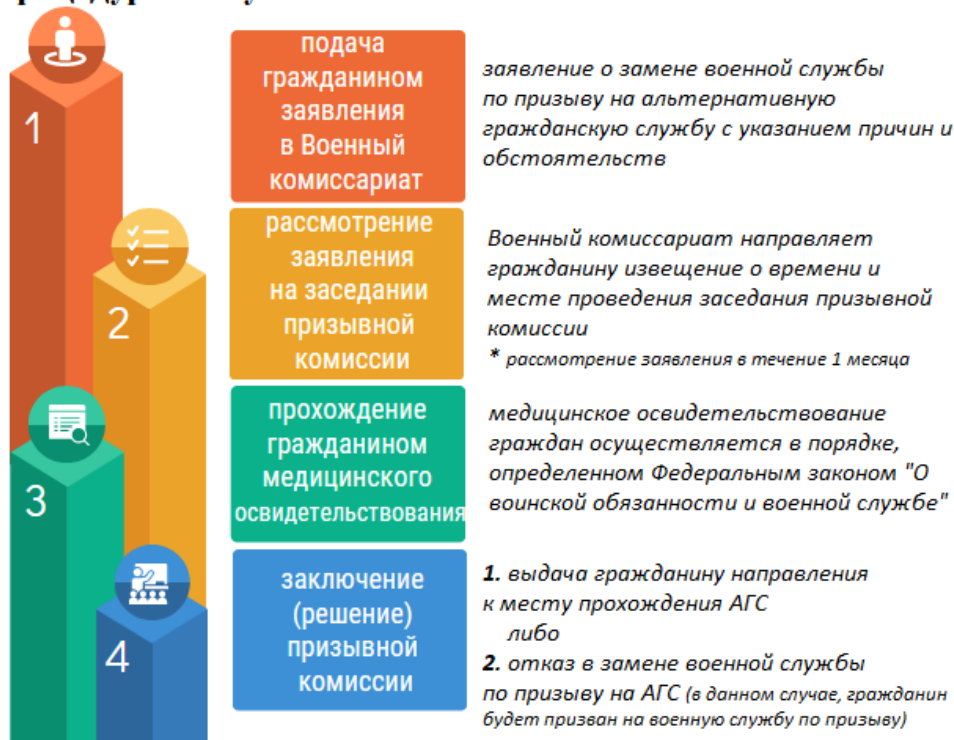 1
подача
гражданином
заявления
в Военный
комиссариат
заявление о замене военной службы
по призыву на альтернативную
гражданскую службу с указанием причин и
обстоятельств
2
рассмотрение
заявления
на заседании
призывной
комиссии
Военный комиссариат направляет
гражданину извещение о времени и
месте проведения заседания призывной
комиссии
* рассмотрение заявления в течение 1 месяца
3
прохождение
гражданином
медицинского
освидетельствования
медицинское освидетельствование
граждан осуществляется в порядке,
определенном Федеральным законом "О
воинской обязанности и военной службе"
4
заключение
(решение)
призывной
комиссии
1. выдача гражданину направления
к месту прохождения АГС
либо
2. отказ в замене военной службы
по призыву на АГС (в данном случае, гражданин
будет призван на военную службу по призыву)